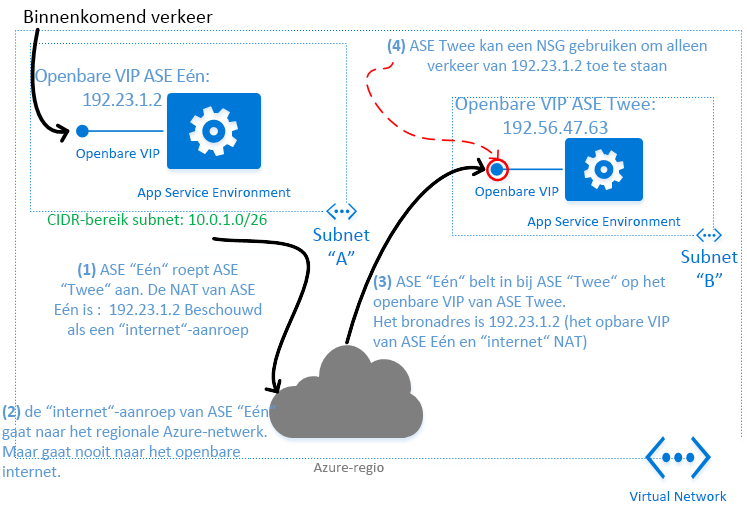 Binnenkomend verkeer
Openbare VIP ASE Eén:
192.23.1.2
Openbare VIP
App Service Environment
CIDR-bereik subnet: 10.0.1.0/26
Subnet
"A"
(4) ASE Twee kan een NSG gebruiken om alleen
verkeer van 192.23.1.2 toe te staan
Openbare VIP ASE Twee:
192.56.47.63
Openbare VIP
App Service Environment
Subnet
"B"
(1) ASE "Eén" roept ASE
"Twee" aan. De NAT van ASE
Eén is : 192.23.1.2 Beschouwd
als een "internet"-aanroep
(3) ASE "Eén" belt in bij ASE "Twee" op het
openbare VIP van ASE Twee.
Het bronadres is 192.23.1.2 (het opbare VIP
van ASE Eén en "internet" NAT)
(2) de "internet"-aanroep van ASE "Eén"
gaat naar het regionale Azure-netwerk.
Maar gaat nooit naar het openbare
internet.
Azure-regio
Virtual Network